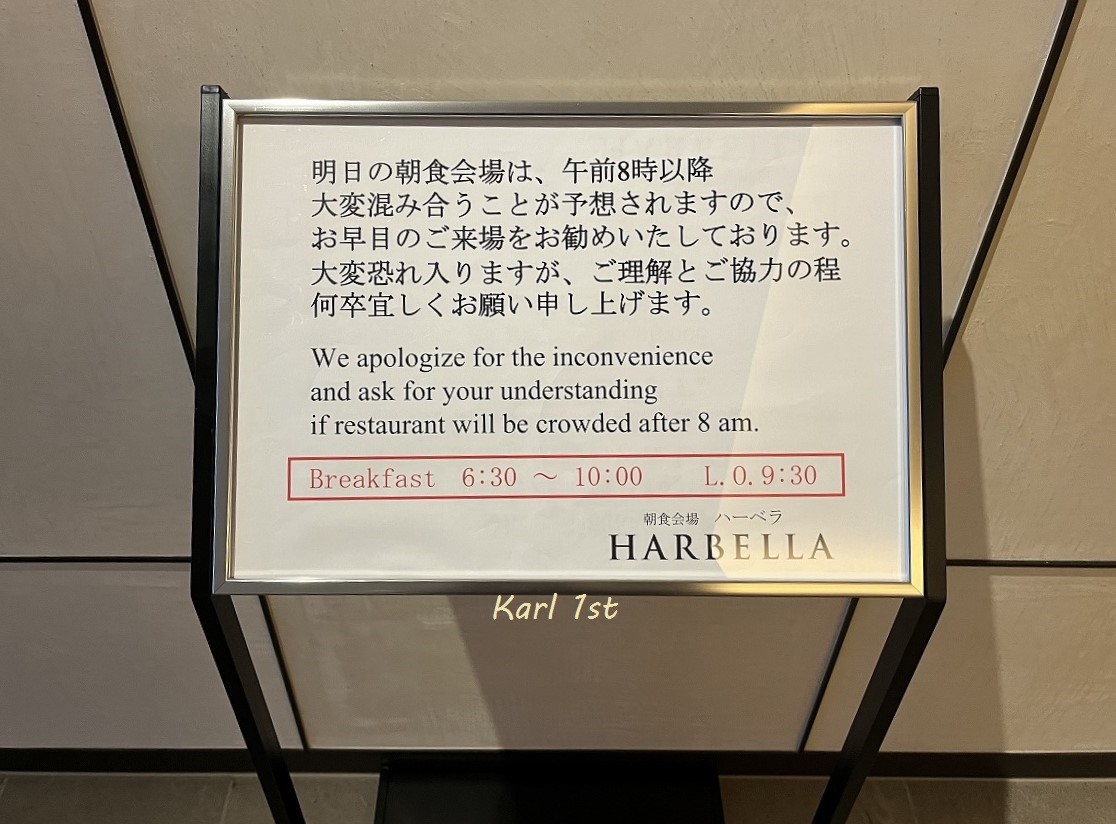 明日の朝食会場は、午前8時以降
大変混み合うことが予想されますので、
お早目のご来場をお勧めいたしております。
大変恐れ入りますが、ご理解とご協力の程
何卒宜しくお願い申し上げます。
We apologize for the inconvenience
and ask for your understanding
if restaurant will be crowded after 8 am.
Breakfast 6:30 ～ 10:00 L.O.9:30
朝食会場 ハーベラ
HARBELLA
Karl 1st